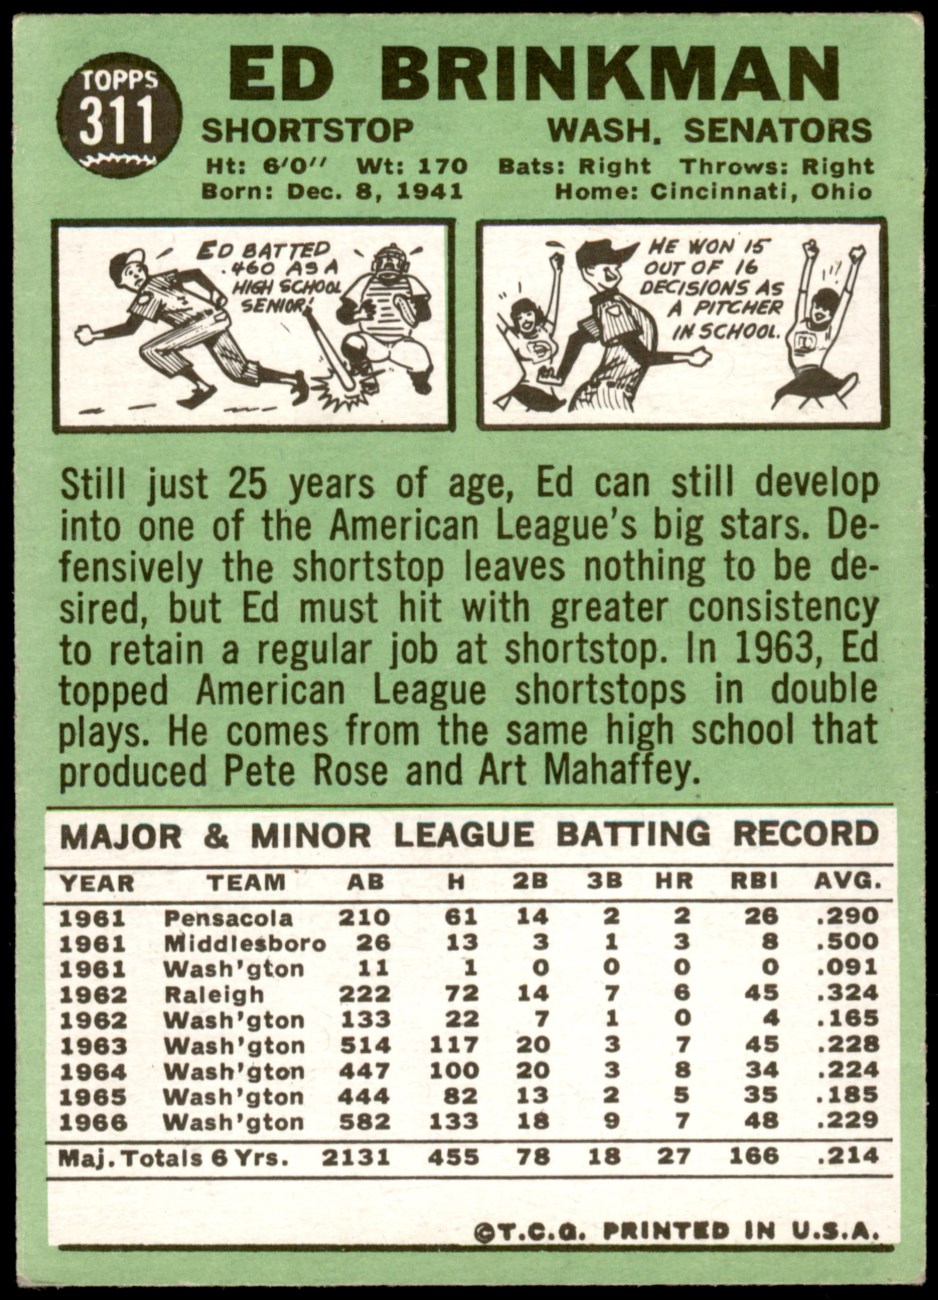 TOPPS
311
ED BRINKMAN
SHORTSTOP WASH. SENATORS
Ht: 6'0'' Wt: 170 Bats: Right Throws: Right
Born: Dec. 8, 1941 Home: Cincinnati, Ohio
ED BATTED
.460 AS A
HIGH SCHOOL
SENIOR!
HE WON 15
OUT OF 16
DECISIONS AS
A PITCHER
IN SCHOOL.
Still just 25 years of age, Ed can still develop
into one of the American League's big stars. De-
fensively the shortstop leaves nothing to be de-
sired, but Ed must hit with greater consistency
to retain a regular job at shortstop. In 1963, Ed
topped American League shortstops in double
plays. He comes from the same high school that
produced Pete Rose and Art Mahaffey.
MAJOR & MINOR LEAGUE BATTING RECORD
YEAR TEAM AB H 2B 3B HR RBI AVG.
1961 Pensacola 210 61 14 2 2 26 .290
1961 Middlesboro 26 13 3 1 3 8 .500
1961 Wash'gton 11 1 0 0 0 0 .091
1962 Raleigh 222 72 14 7 6 45 .324
1962 Wash'gton 133 22 7 1 0 4 .165
1963 Wash'gton 514 117 20 3 7 45 .228
1964 Wash'gton 447 100 20 3 8 34 .224
1965 Wash'gton 444 82 13 2 5 35 .185
1966 Wash'gton 582 133 18 9 7 48 .229
Maj. Totals 6 Yrs. 2131 455 78 18 27 166 .214
©T.C.G. PRINTED IN U.S.A.